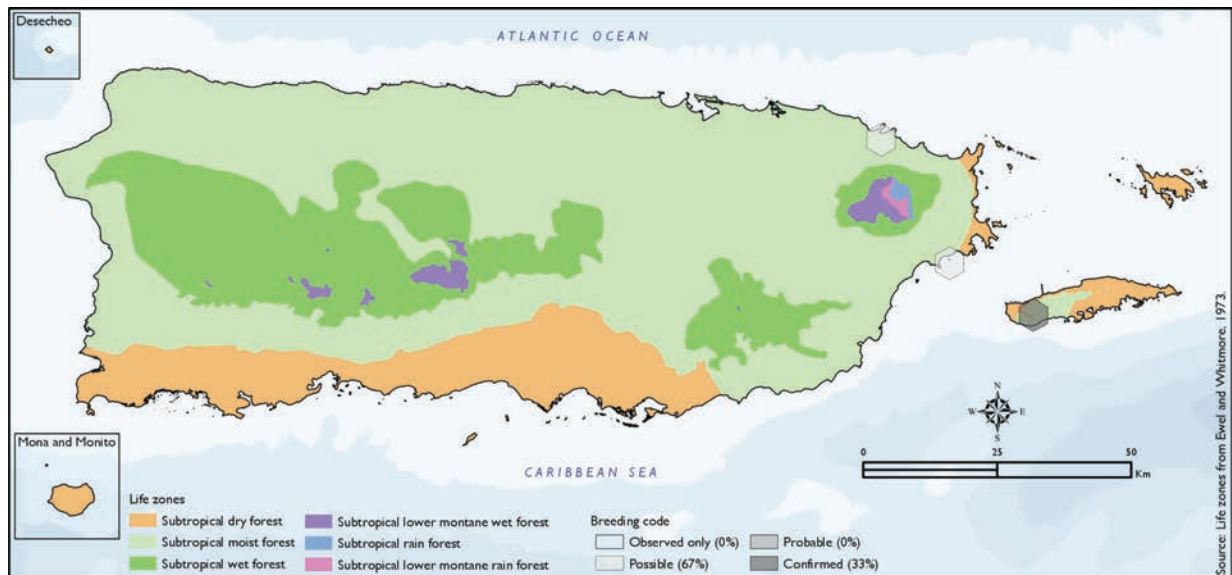 Desecheo
ATLANTIC OCEAN
Mona and Monito
CARIBBEAN SEA
N
W E
S
0 25 50
Km
Life zones
Subtropical dry forest
Subtropical moist forest
Subtropical wet forest
Subtropical lower montane wet forest
Subtropical rain forest
Subtropical lower montane rain forest
Breeding code
Observed only (0%)
Possible (67%)
Probable (0%)
Confirmed (33%)
Source: Life zones from Ewel and Whitmore, 1973.